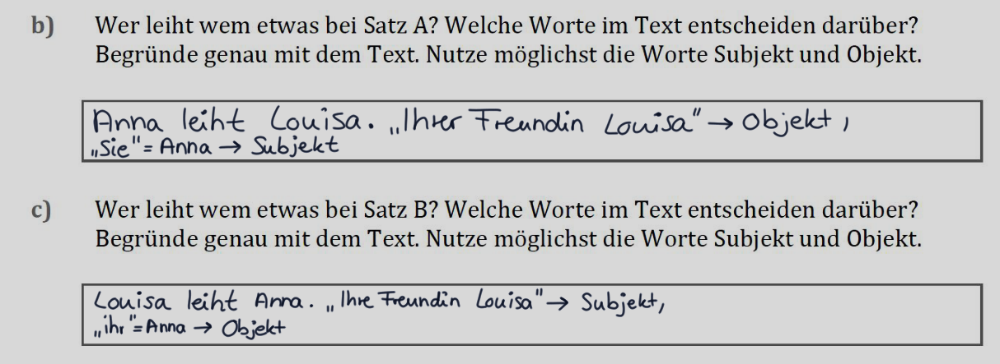 b) Wer leiht wem etwas bei Satz A? Welche Worte im Text entscheiden darüber?
Begründe genau mit dem Text. Nutze möglichst die Worte Subjekt und Objekt.
Anna leiht Louisa. „Ihrer Freundin Louisa" → Objekt,
„Sie" = Anna → Subjekt
c) Wer leiht wem etwas bei Satz B? Welche Worte im Text entscheiden darüber?
Begründe genau mit dem Text. Nutze möglichst die Worte Subjekt und Objekt.
Louisa leiht Anna. „Ihre Freundin Louisa" → Subjekt,
„ihr" = Anna → Objekt